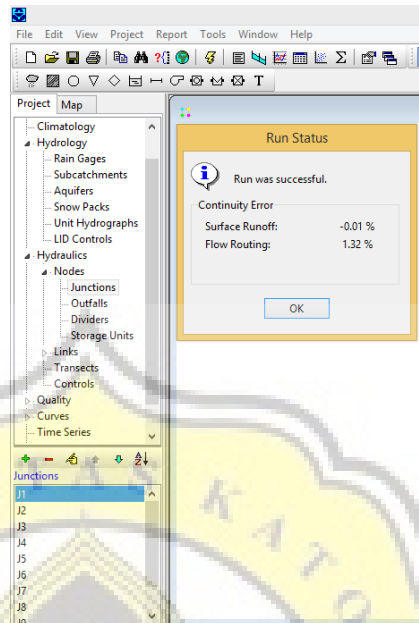 File Edit View Project Report Tools Window Help
T
Project Map
Climatology
Hydrology
Rain Gages
Subcatchments
Aquifers
Snow Packs
Unit Hydrographs
LID Controls
Hydraulics
Nodes
Junctions
Outfalls
Dividers
Storage Units
Links
Transects
Controls
Quality
Curves
Time Series
Junctions
J1
J2
J3
J4
J5
J6
J7
J8
J9
Run Status
Run was successful.
Continuity Error
Surface Runoff: -0.01 %
Flow Routing: 1.32 %
OK
K A T O